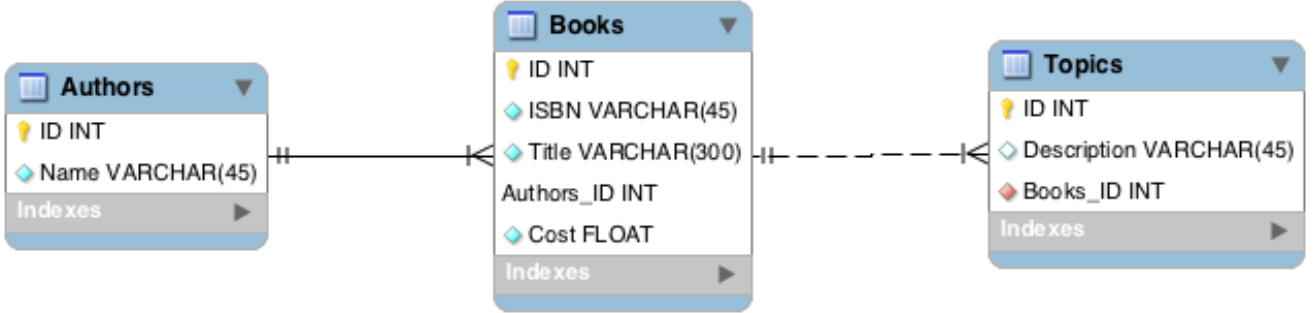 Authors
ID INT
Name VARCHAR(45)
Indexes
Books
ID INT
ISBN VARCHAR(45)
Title VARCHAR(300)
Authors_ID INT
Cost FLOAT
Indexes
Topics
ID INT
Description VARCHAR(45)
Books_ID INT
Indexes